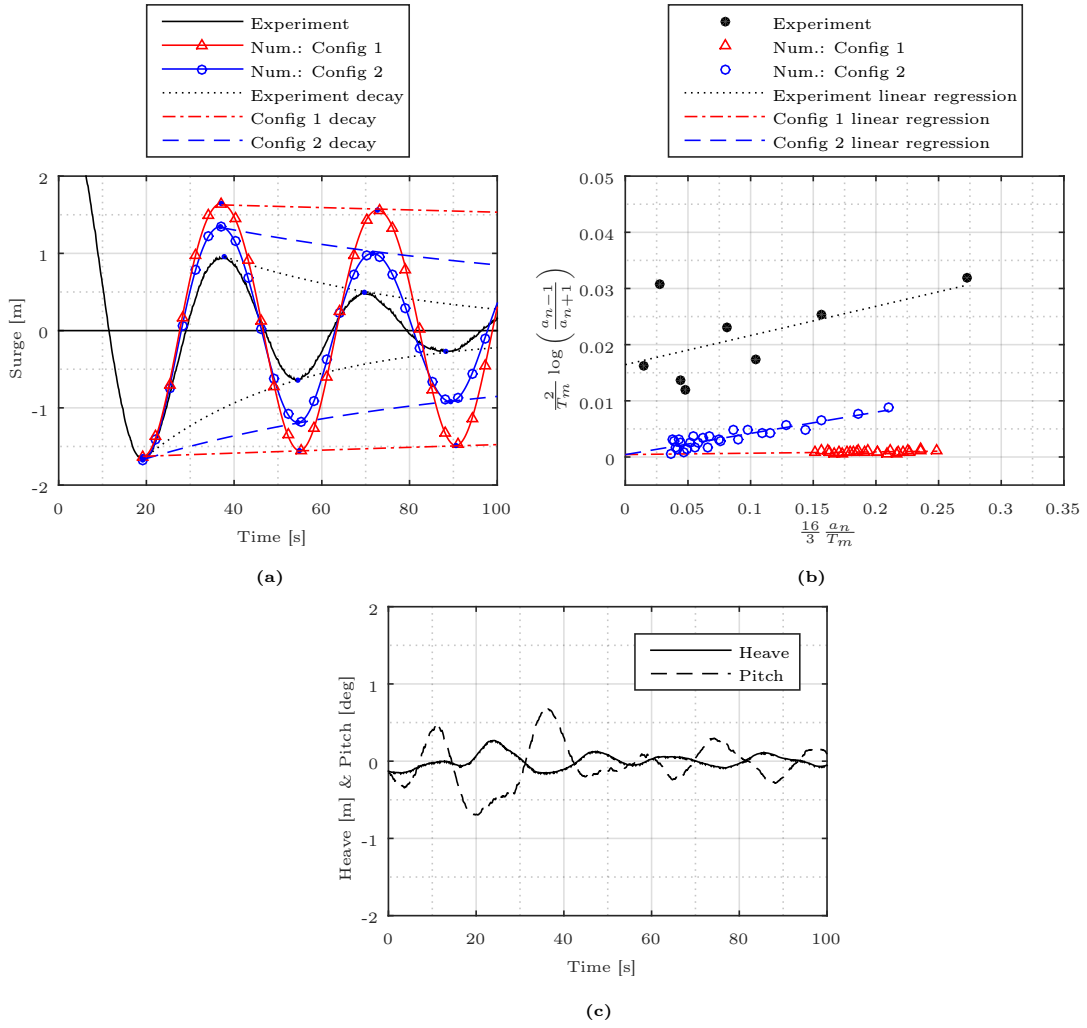 Experiment
Num.: Config 1
Num.: Config 2
Experiment decay
Config 1 decay
Config 2 decay
2
1
0
-1
-2
Surge [m]
0 20 40 60 80 100
Time [s]
(a)
Experiment
Num.: Config 1
Num.: Config 2
Experiment linear regression
Config 1 linear regression
Config 2 linear regression
0.05
0.04
0.03
0.02
0.01
0
2/T_m log (a_{n−1}/a_{n+1})
0 0.05 0.1 0.15 0.2 0.25 0.3 0.35
16/3 a_n/T_m
(b)
Heave
Pitch
2
1
0
-1
-2
Heave [m] & Pitch [deg]
0 20 40 60 80 100
Time [s]
(c)